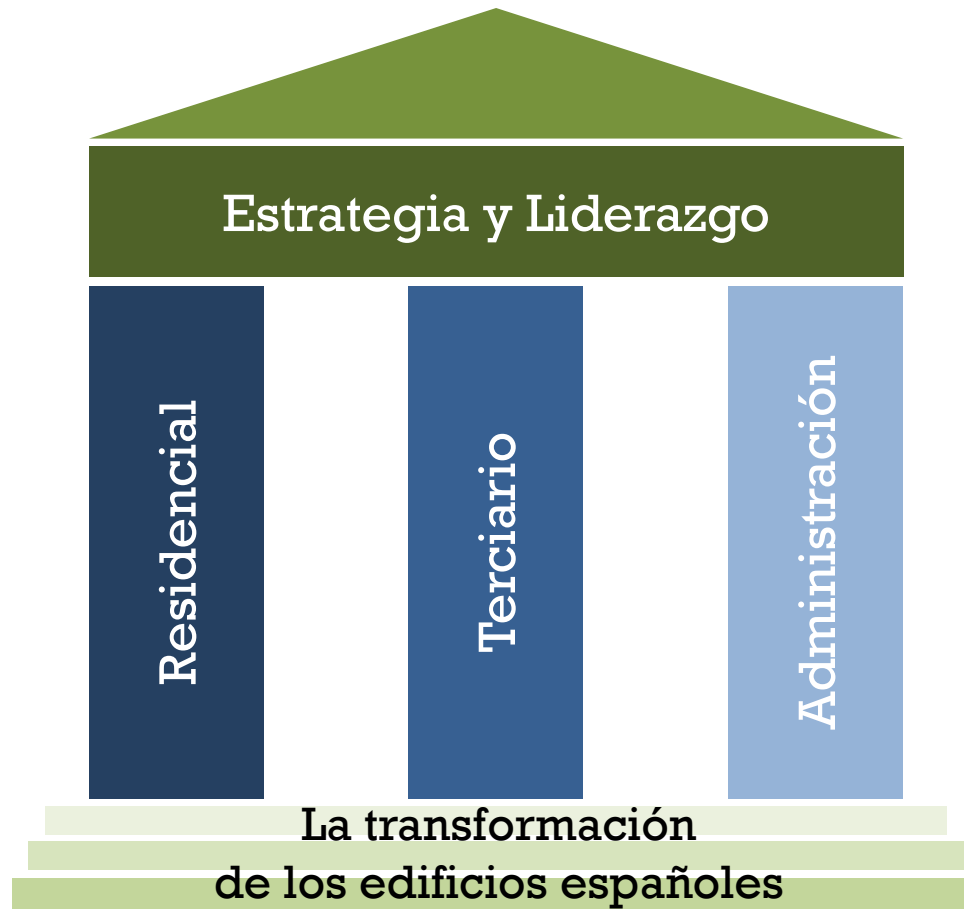 Estrategia y Liderazgo
Residencial
Terciario
Administración
La transformación
de los edificios españoles